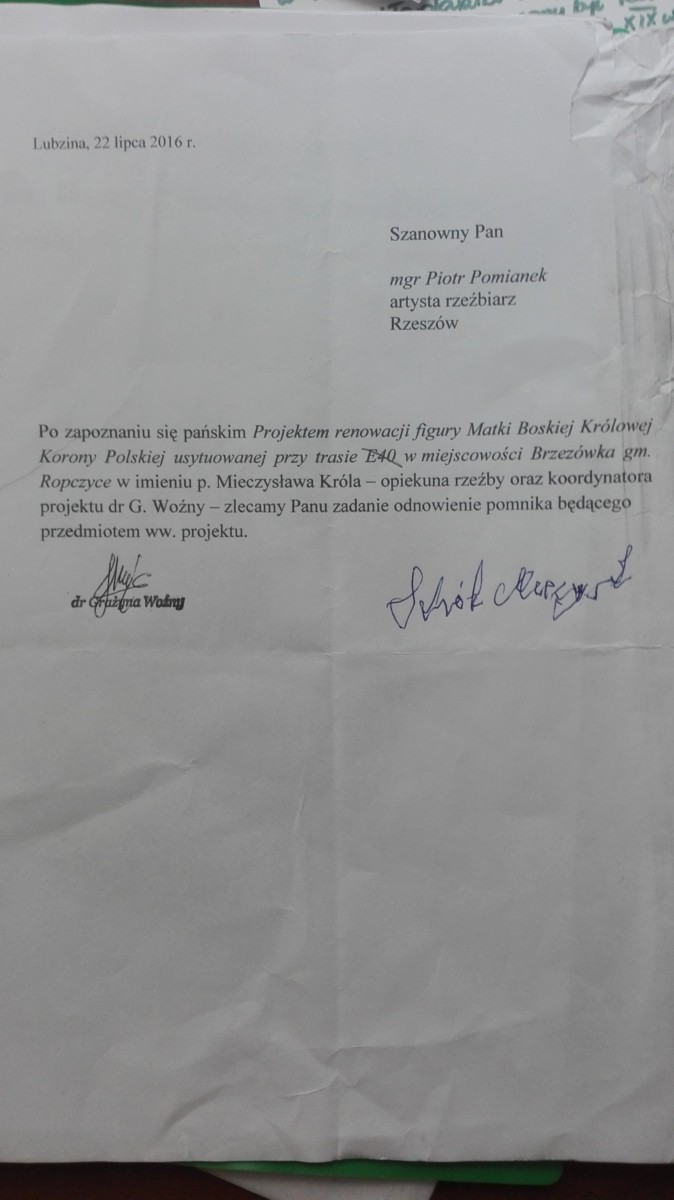 XIX w
Lubzina, 22 lipca 2016 r.
Szanowny Pan
mgr Piotr Pomianek
artysta rzeźbiarz
Rzeszów
Po zapoznaniu się pańskim Projektem renowacji figury Matki Boskiej Królowej
Korony Polskiej usytuowanej przy trasie E40 w miejscowości Brzezówka gm.
Ropczyce w imieniu p. Mieczysława Króla – opiekuna rzeźby oraz koordynatora
projektu dr G. Woźny – zlecamy Panu zadanie odnowienie pomnika będącego
przedmiotem ww. projektu.
dr Grażyna Woźny